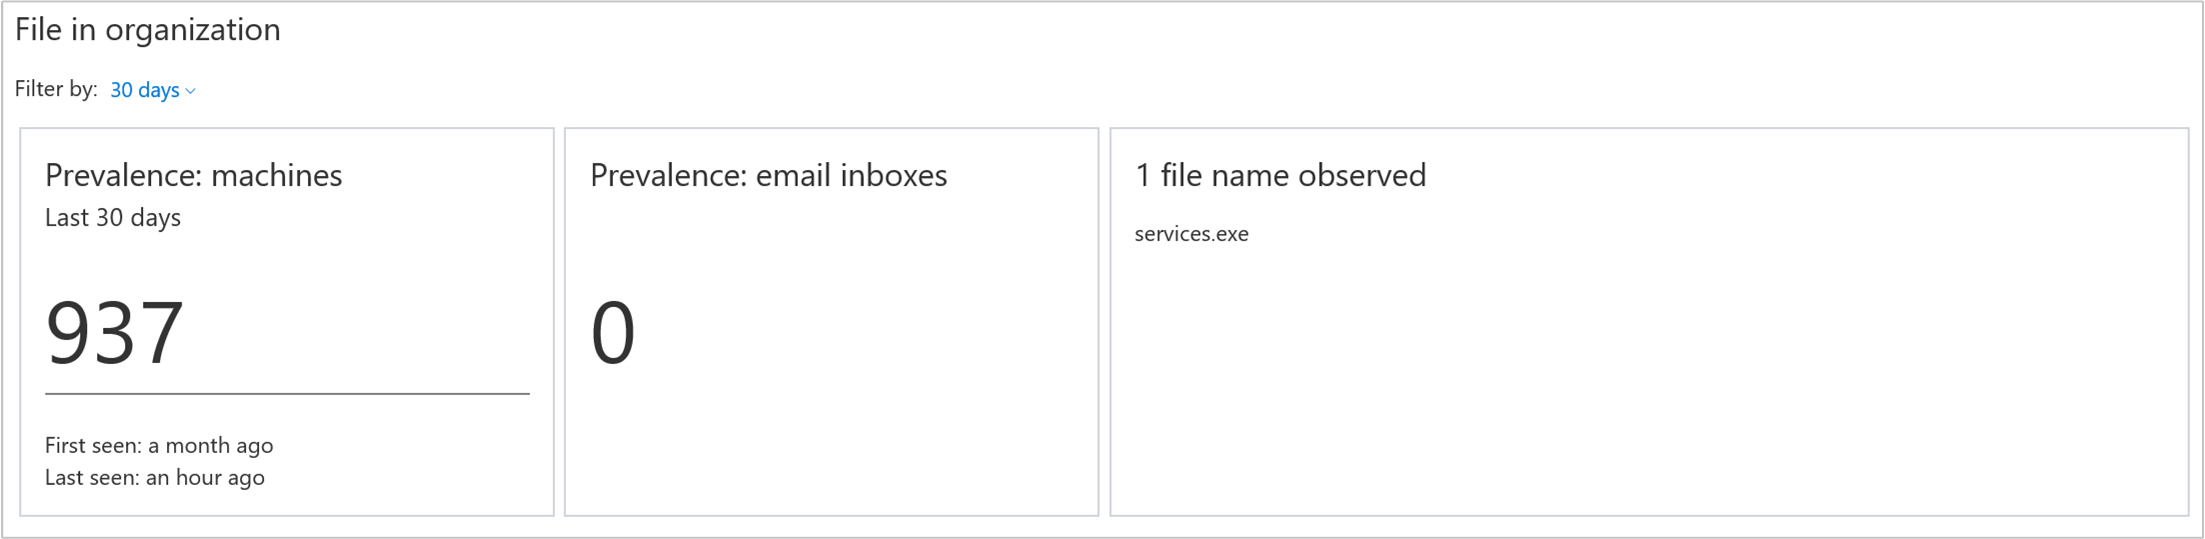 File in organization
Filter by: 30 days
Prevalence: machines
Last 30 days
937
First seen: a month ago
Last seen: an hour ago
Prevalence: email inboxes
0
1 file name observed
services.exe